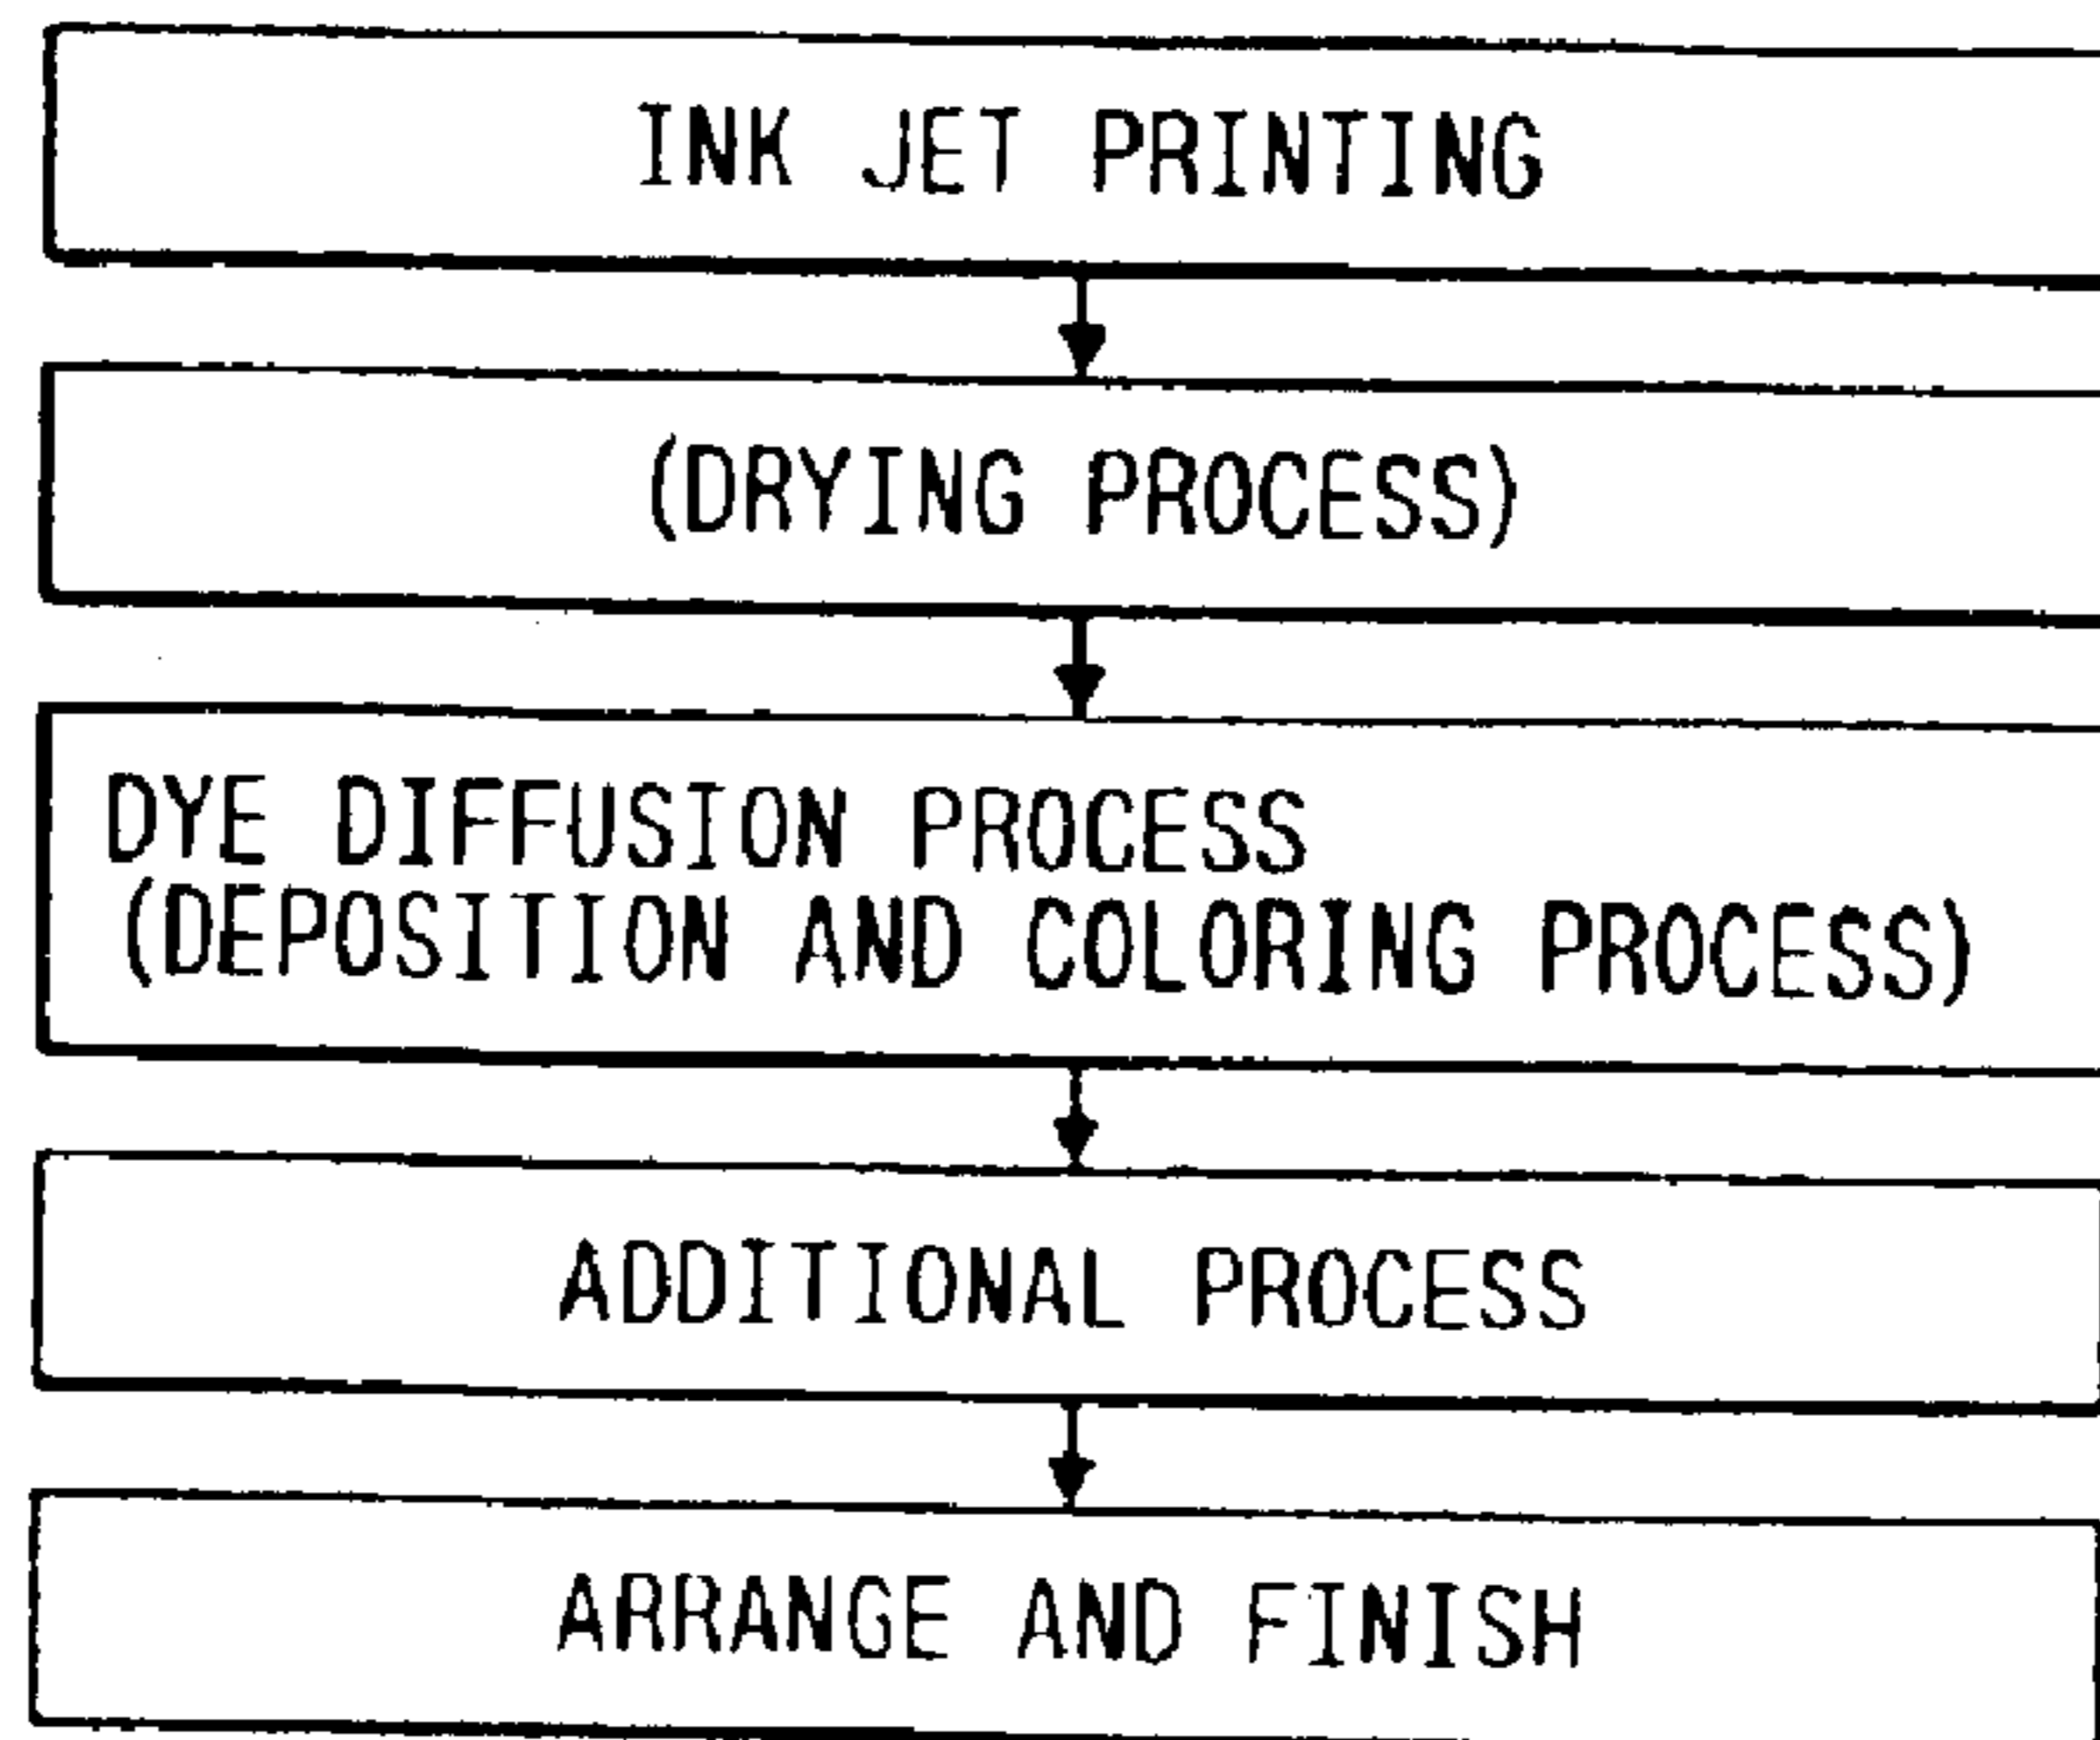 INK JET PRINTING
(DRYING PROCESS)
DYE DIFFUSION PROCESS
(DEPOSITION AND COLORING PROCESS)
ADDITIONAL PROCESS
ARRANGE AND FINISH